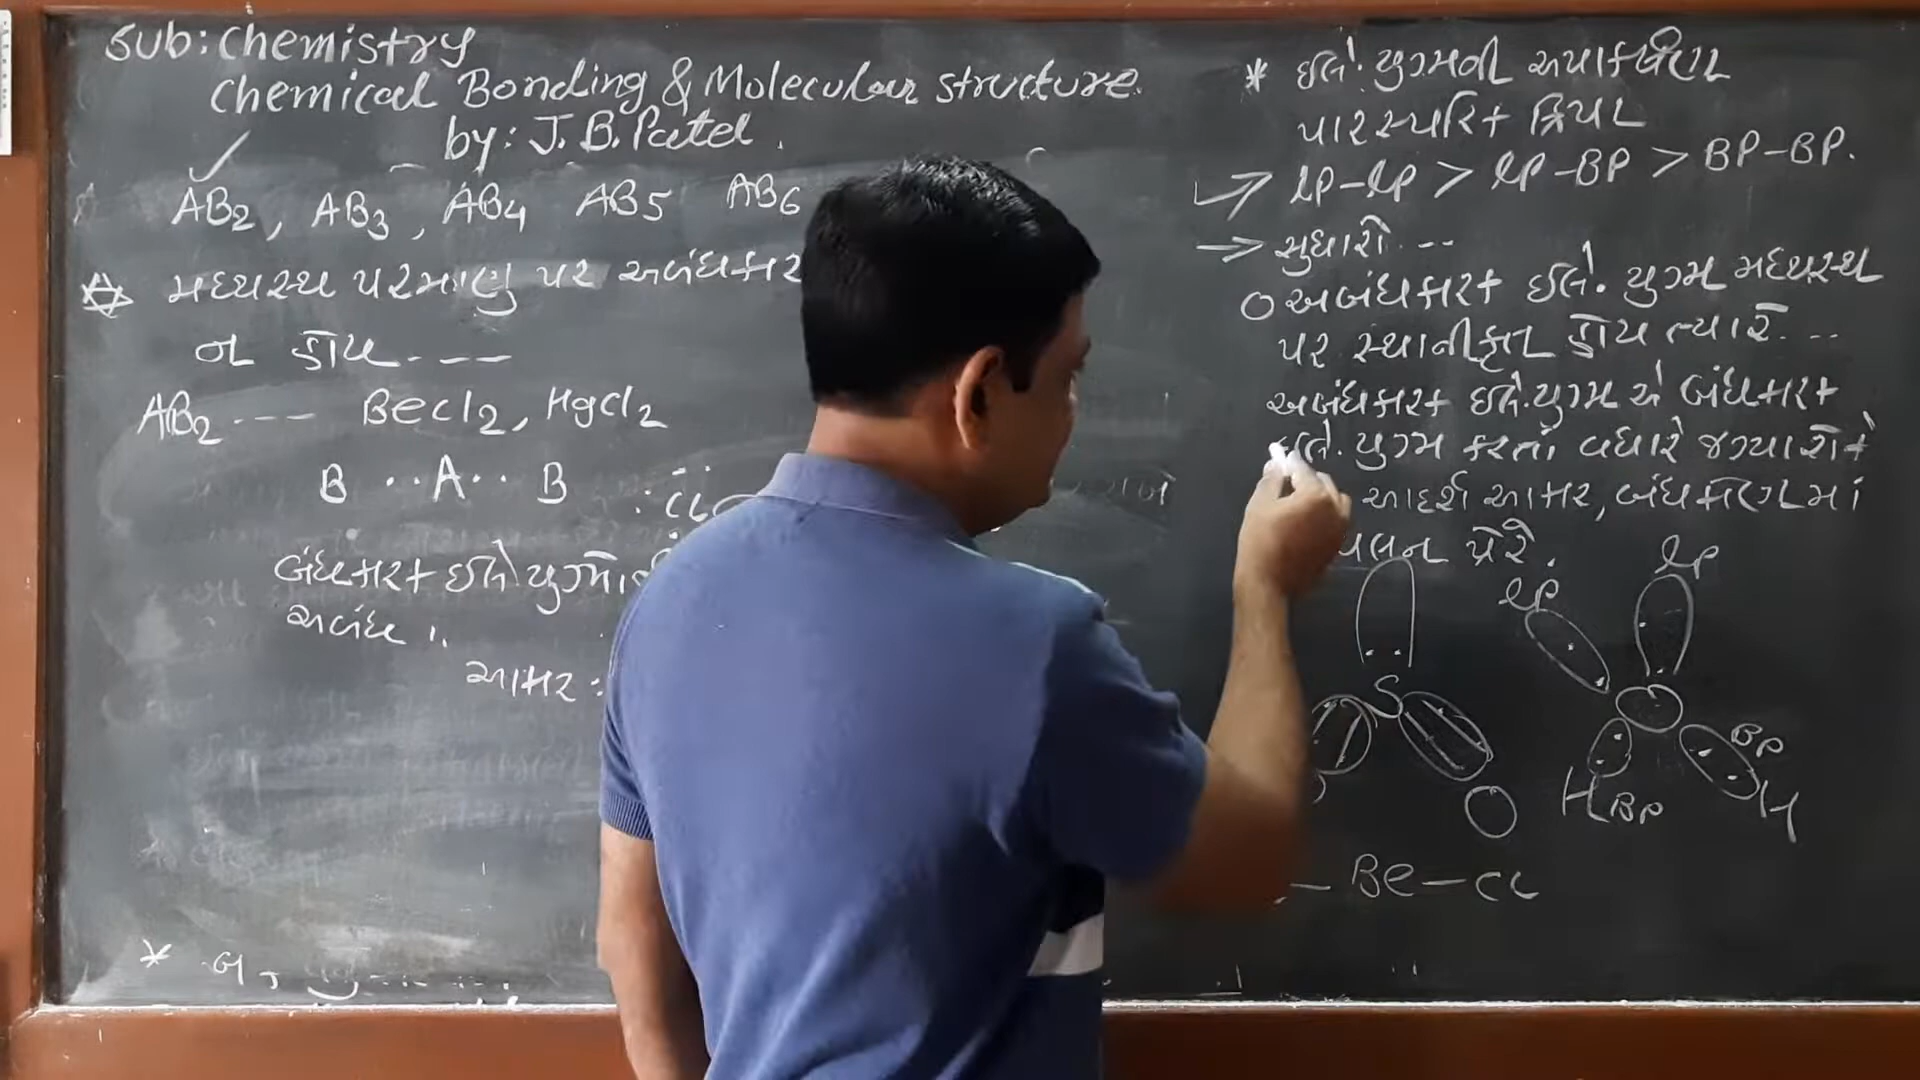 Sub: Chemistry
Chemical Bonding & Molecular structure.
by: J. B. Patel.
AB2, AB3, AB4 AB5 AB6
મધ્યસ્થ પરમાણુ પર અબંધકાર
ન હોય ----
AB2 ---- BeCl2, HgCl2
B ··A·· B
:Cl
બંધકારક ઇલે યુગ્મો
આકાર :
* ઇલે. યુગ્મની અપાકર્ષણ
પારસ્પરિક ક્રિયા
→ lp-lp > lp-BP > BP-BP.
→ સુધારો ---
અબંધકારક ઇલે. યુગ્મ મધ્યસ્થ
પર સ્થાનીકૃત હોય ત્યારે. --
અબંધકારક ઇલે. યુગ્મ એ બંધકારક
ઇલે. યુગ્મ કરતાં વધારે જગ્યા રોકે
આદર્શ આકાર, બંધકોણમાં
પ્રેરે.
lp
lp
S
BP
H BP
H
— Be — Cl